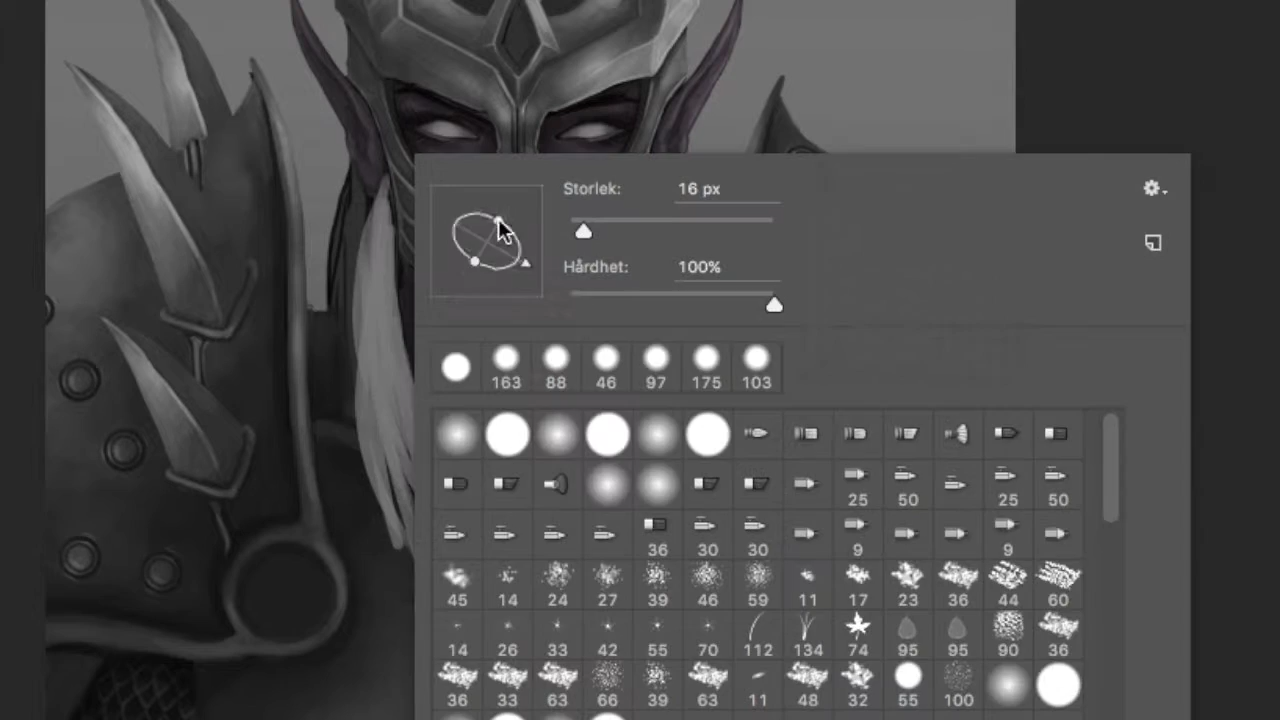 Storlek: 16 px
Hårdhet: 100%
163 88 46 97 175 103
25 50 25 50
36 30 30 9 9
45 14 24 27 39 46 59 11 17 23 36 44 60
14 26 33 42 55 70 112 134 74 95 95 90 36
36 33 63 66 39 63 11 48 32 55 100